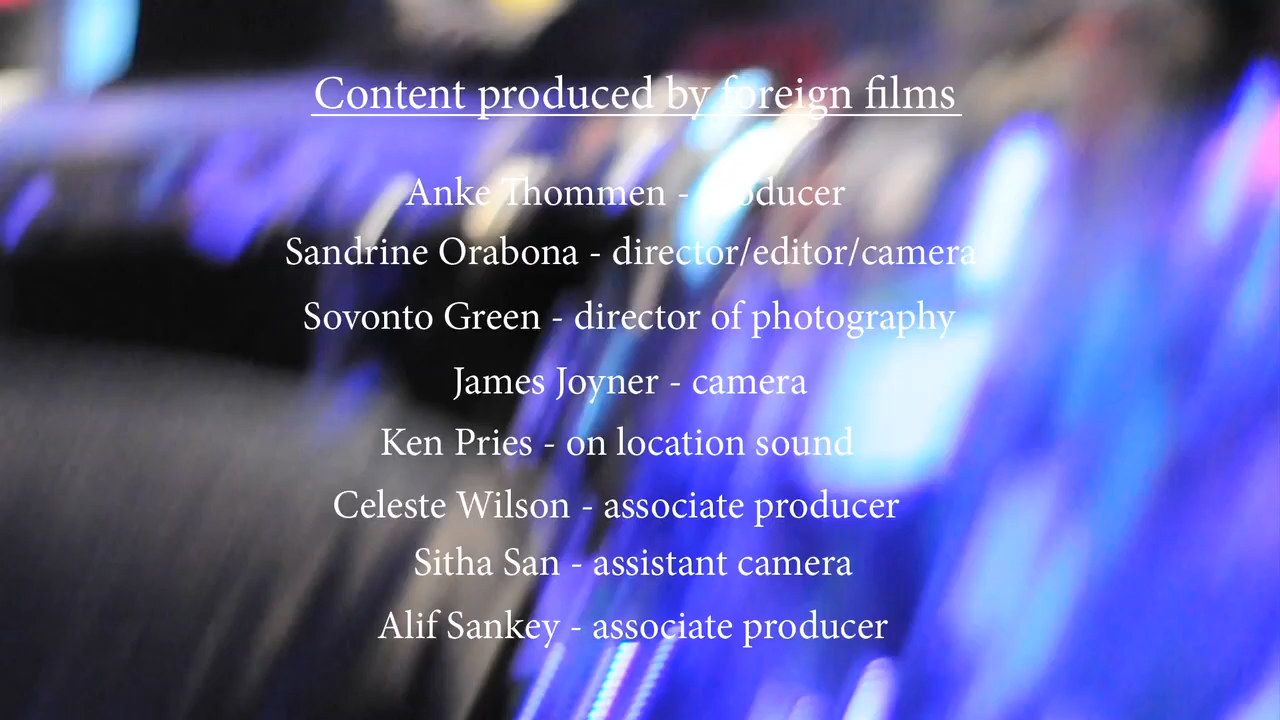 Content produced by foreign films
Anke Thommen - producer
Sandrine Orabona - director/editor/camera
Sovonto Green - director of photography
James Joyner - camera
Ken Pries - on location sound
Celeste Wilson - associate producer
Sitha San - assistant camera
Alif Sankey - associate producer